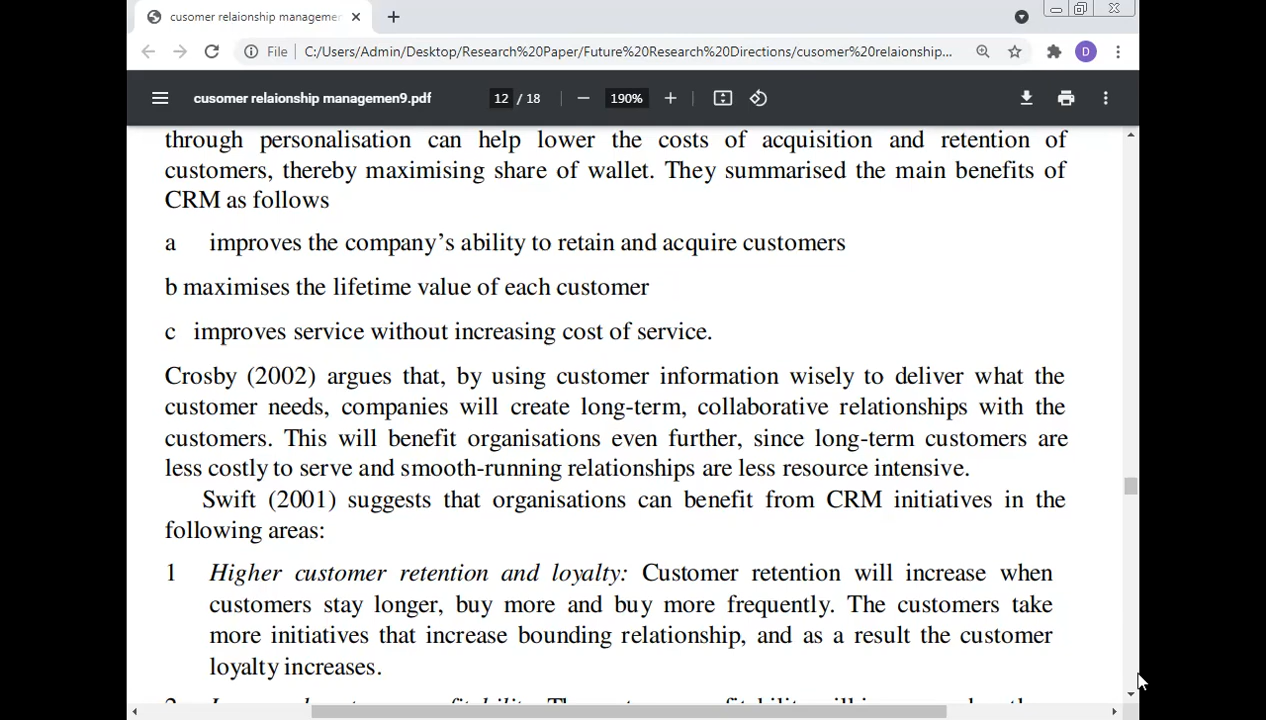 cusomer relaionship managemen
File
C:/Users/Admin/Desktop/Research%20Paper/Future%20Research%20Directions/cusomer%20relaionship...
D
cusomer relaionship managemen9.pdf
12 / 18
190%
through personalisation can help lower the costs of acquisition and retention of
customers, thereby maximising share of wallet. They summarised the main benefits of
CRM as follows
a improves the company's ability to retain and acquire customers
b maximises the lifetime value of each customer
c improves service without increasing cost of service.
Crosby (2002) argues that, by using customer information wisely to deliver what the
customer needs, companies will create long-term, collaborative relationships with the
customers. This will benefit organisations even further, since long-term customers are
less costly to serve and smooth-running relationships are less resource intensive.
Swift (2001) suggests that organisations can benefit from CRM initiatives in the
following areas:
1 Higher customer retention and loyalty: Customer retention will increase when
customers stay longer, buy more and buy more frequently. The customers take
more initiatives that increase bounding relationship, and as a result the customer
loyalty increases.